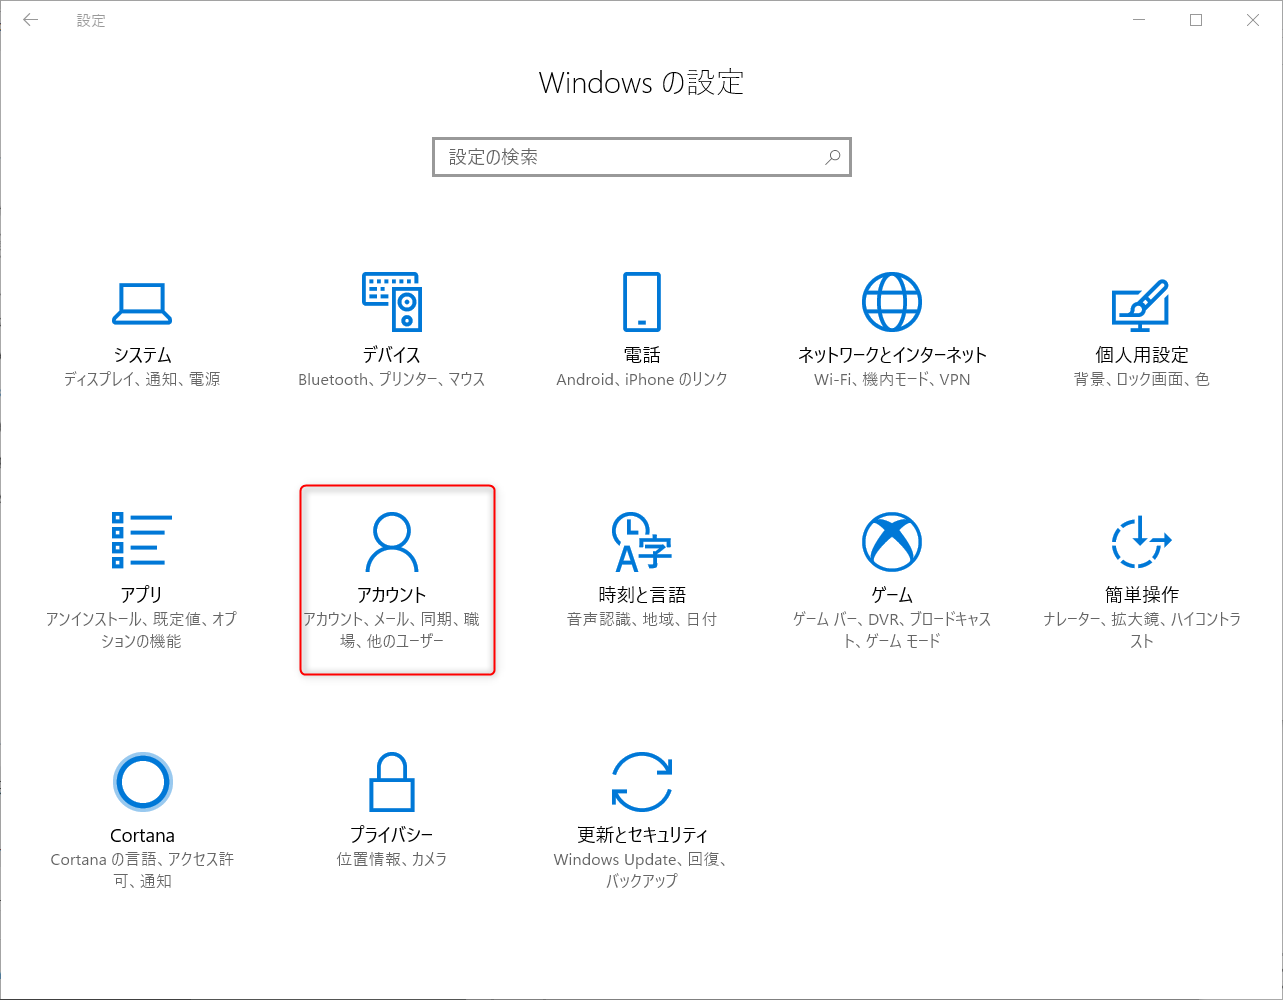 設定
Windows の設定
設定の検索
システム
ディスプレイ、通知、電源
デバイス
Bluetooth、プリンター、マウス
電話
Android、iPhone のリンク
ネットワークとインターネット
Wi-Fi、機内モード、VPN
個人用設定
背景、ロック画面、色
アプリ
アンインストール、既定値、オプ
ションの機能
アカウント
アカウント、メール、同期、職
場、他のユーザー
時刻と言語
音声認識、地域、日付
ゲーム
ゲーム バー、DVR、ブロードキャス
ト、ゲーム モード
簡単操作
ナレーター、拡大鏡、ハイコントラ
スト
Cortana
Cortana の言語、アクセス許
可、通知
プライバシー
位置情報、カメラ
更新とセキュリティ
Windows Update、回復、
バックアップ